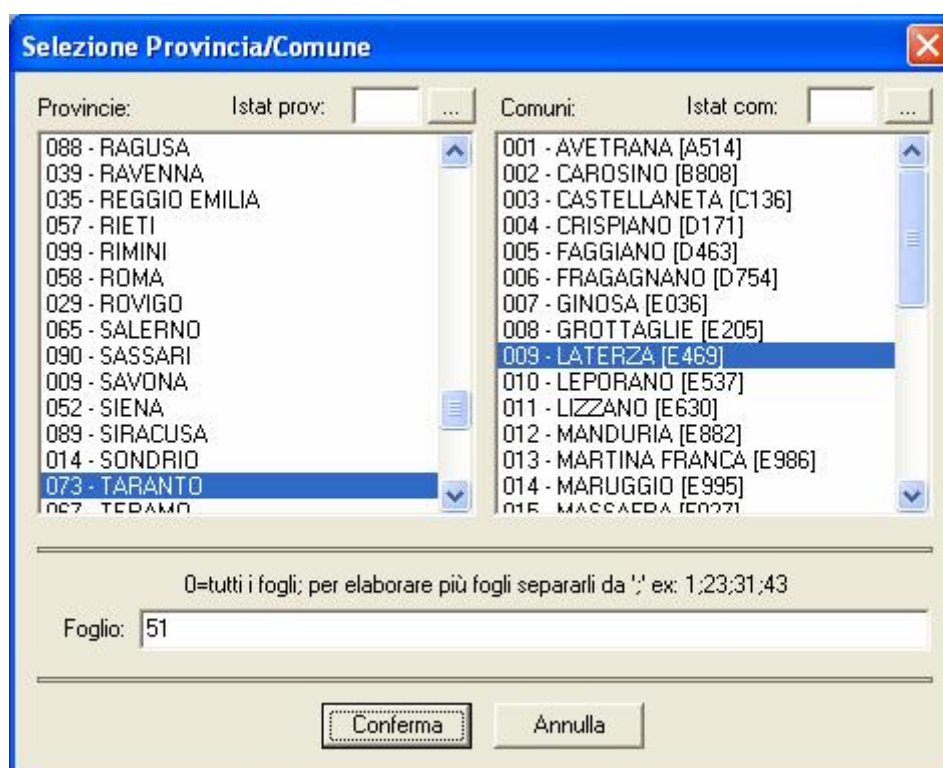 Selezione Provincia/Comune
Provincie: Istat prov: ... Comuni: Istat com: ...
088 - RAGUSA
039 - RAVENNA
035 - REGGIO EMILIA
057 - RIETI
099 - RIMINI
058 - ROMA
029 - ROVIGO
065 - SALERNO
090 - SASSARI
009 - SAVONA
052 - SIENA
089 - SIRACUSA
014 - SONDRIO
073 - TARANTO
067 - TERAMO
001 - AVETRANA [A514]
002 - CAROSINO [B808]
003 - CASTELLANETA [C136]
004 - CRISPIANO [D171]
005 - FAGGIANO [D463]
006 - FRAGAGNANO [D754]
007 - GINOSA [E036]
008 - GROTTAGLIE [E205]
009 - LATERZA [E469]
010 - LEPORANO [E537]
011 - LIZZANO [E630]
012 - MANDURIA [E882]
013 - MARTINA FRANCA [E986]
014 - MARUGGIO [E995]
015 - MASSAFRA [F027]
0=tutti i fogli; per elaborare più fogli separarli da ';' ex: 1;23;31;43
Foglio: 51
Conferma Annulla